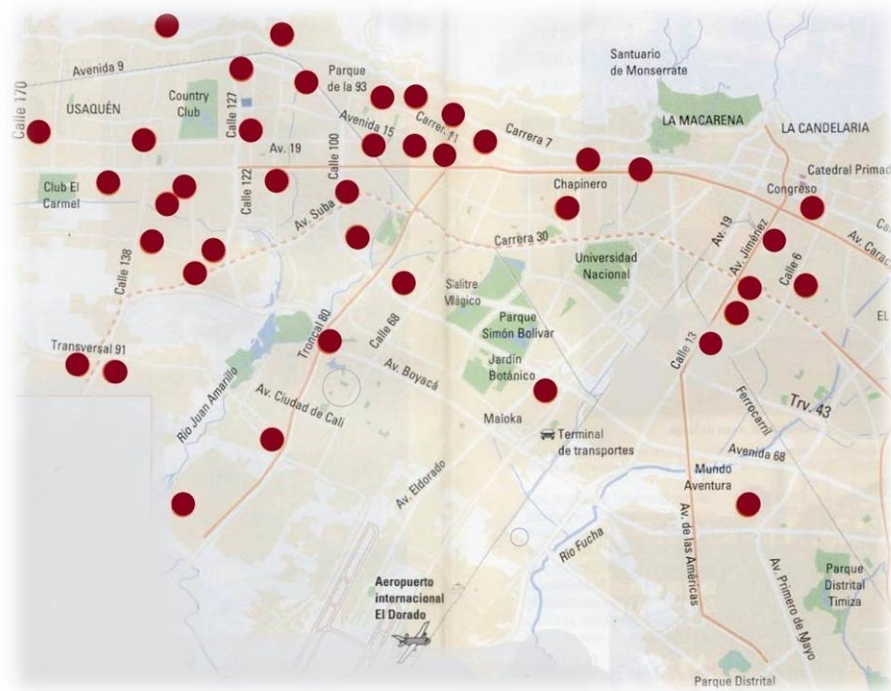 Santuario
de Monserrate
Avenida 9
Parque
de la 93
Calle 170
USAQUÉN
Country
Club
Calle 127
Avenida 15
Carrera 7
LA MACARENA
LA CANDELARIA
Calle 100
Av. 19
Calle 122
Club El
Carmel
Chapinero
Catedral
Congreso
Av. Suba
Carrera 30
Av. 19
Av. Jiménez
Calle 6
Calle 138
Universidad
Nacional
Salitre
Mágico
Parque
Simón Bolívar
EL
Troncal 80
Calle 68
Calle 13
Transversal 91
Jardín
Botánico
Av. Boyacá
Río Juan Amarillo
Av. Ciudad de Cali
Maloka
Ferrocarril
Trv. 43
Terminal
de transportes
Avenida 68
Mundo
Aventura
Av. Eldorado
Río Fucha
Av. de las Américas
Av. Primero de Mayo
Parque
Distrital
Timiza
Aeropuerto
internacional
El Dorado
Parque Distrital